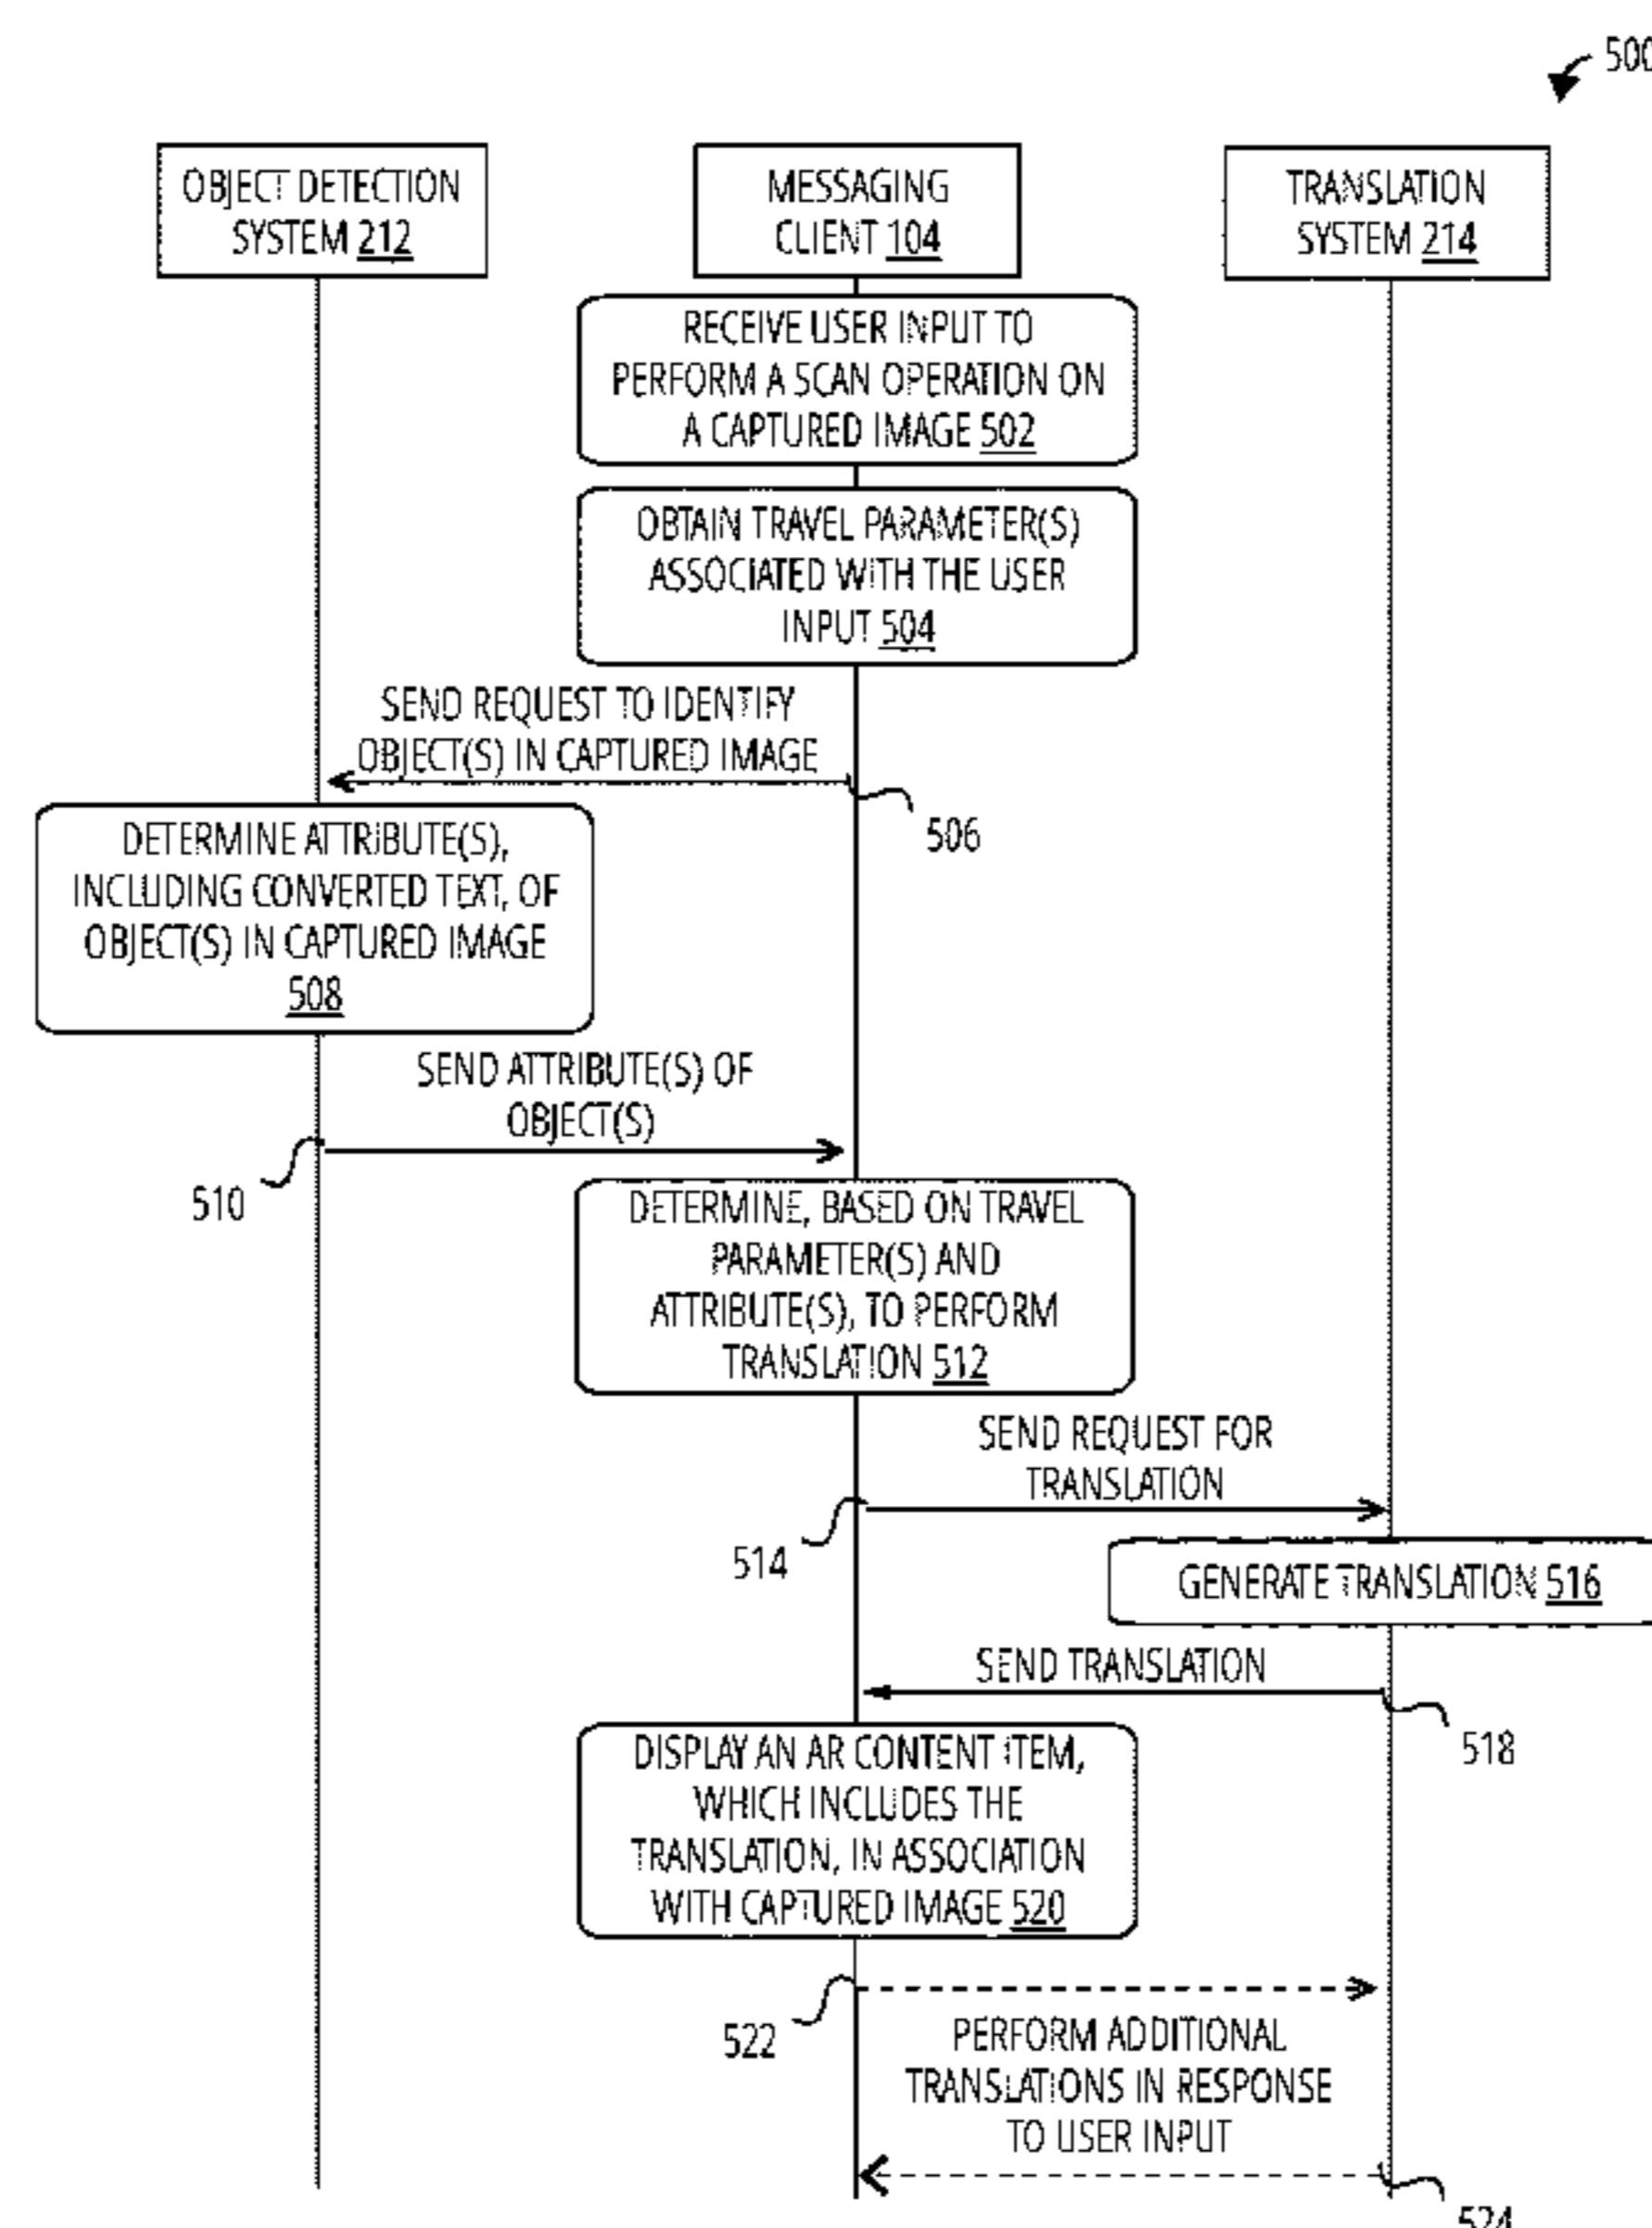 500
OBJECT DETECTION
SYSTEM 212
MESSAGING
CLIENT 104
TRANSLATION
SYSTEM 214
RECEIVE USER INPUT TO
PERFORM A SCAN OPERATION ON
A CAPTURED IMAGE 502
OBTAIN TRAVEL PARAMETER(S)
ASSOCIATED WITH THE USER
INPUT 504
SEND REQUEST TO IDENTIFY
OBJECT(S) IN CAPTURED IMAGE
506
DETERMINE ATTRIBUTE(S),
INCLUDING CONVERTED TEXT, OF
OBJECT(S) IN CAPTURED IMAGE
508
SEND ATTRIBUTE(S) OF
OBJECT(S)
510
DETERMINE, BASED ON TRAVEL
PARAMETER(S) AND
ATTRIBUTE(S), TO PERFORM
TRANSLATION 512
SEND REQUEST FOR
TRANSLATION
514
GENERATE TRANSLATION 516
SEND TRANSLATION
518
DISPLAY AN AR CONTENT ITEM,
WHICH INCLUDES THE
TRANSLATION, IN ASSOCIATION
WITH CAPTURED IMAGE 520
522
PERFORM ADDITIONAL
TRANSLATIONS IN RESPONSE
TO USER INPUT
524